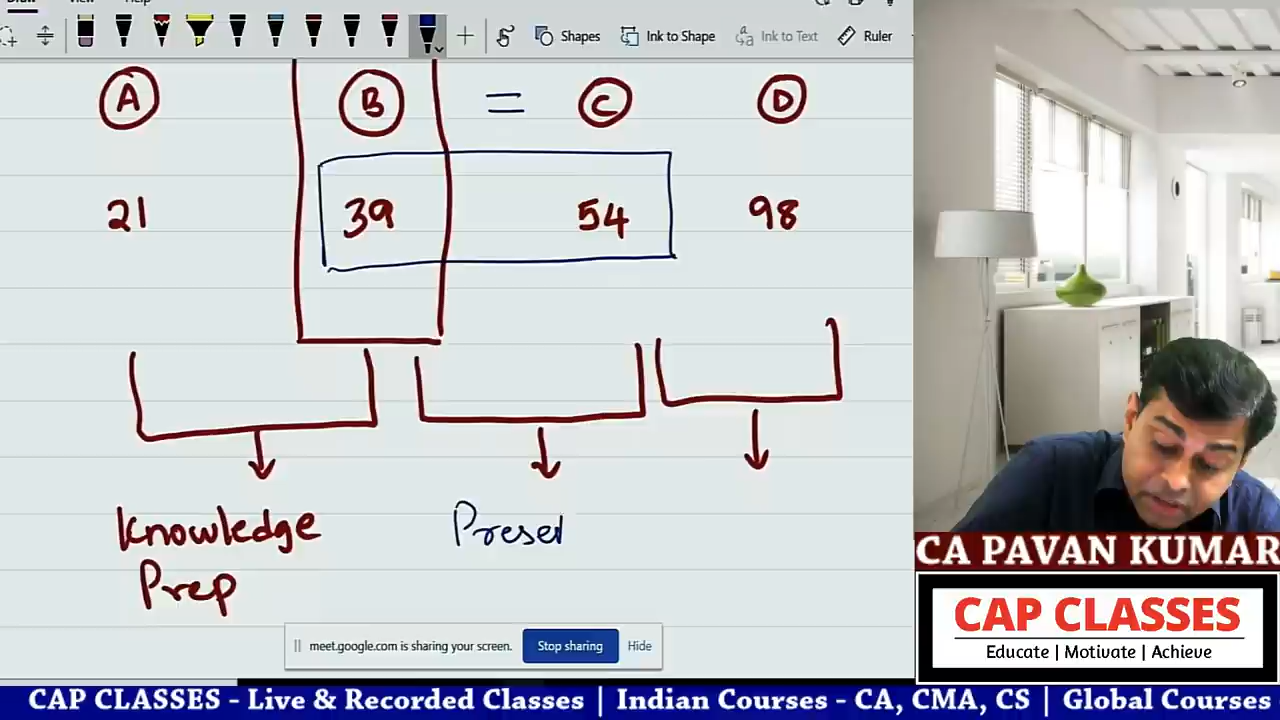 Draw View
Shapes Ink to Shape Ink to Text Ruler
A B = C D
21 39 54 98
Knowledge Presen
Prep
meet.google.com is sharing your screen. Stop sharing Hide
CA PAVAN KUMAR
CAP CLASSES
Educate | Motivate | Achieve
CAP CLASSES - Live & Recorded Classes | Indian Courses - CA, CMA, CS | Global Courses